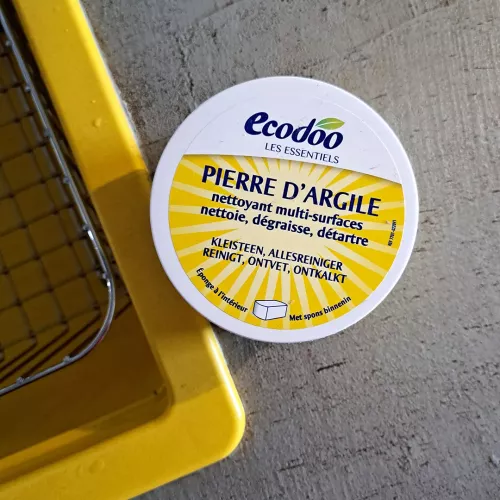 ecodoo
LES ESSENTIELS
PIERRE D'ARGILE
nettoyant multi-surfaces
nettoie, dégraisse, détartre
KLEISTEEN, ALLESREINIGER
REINIGT, ONTVET, ONTKALKT
Éponge à l'intérieur
Met spons binnenin